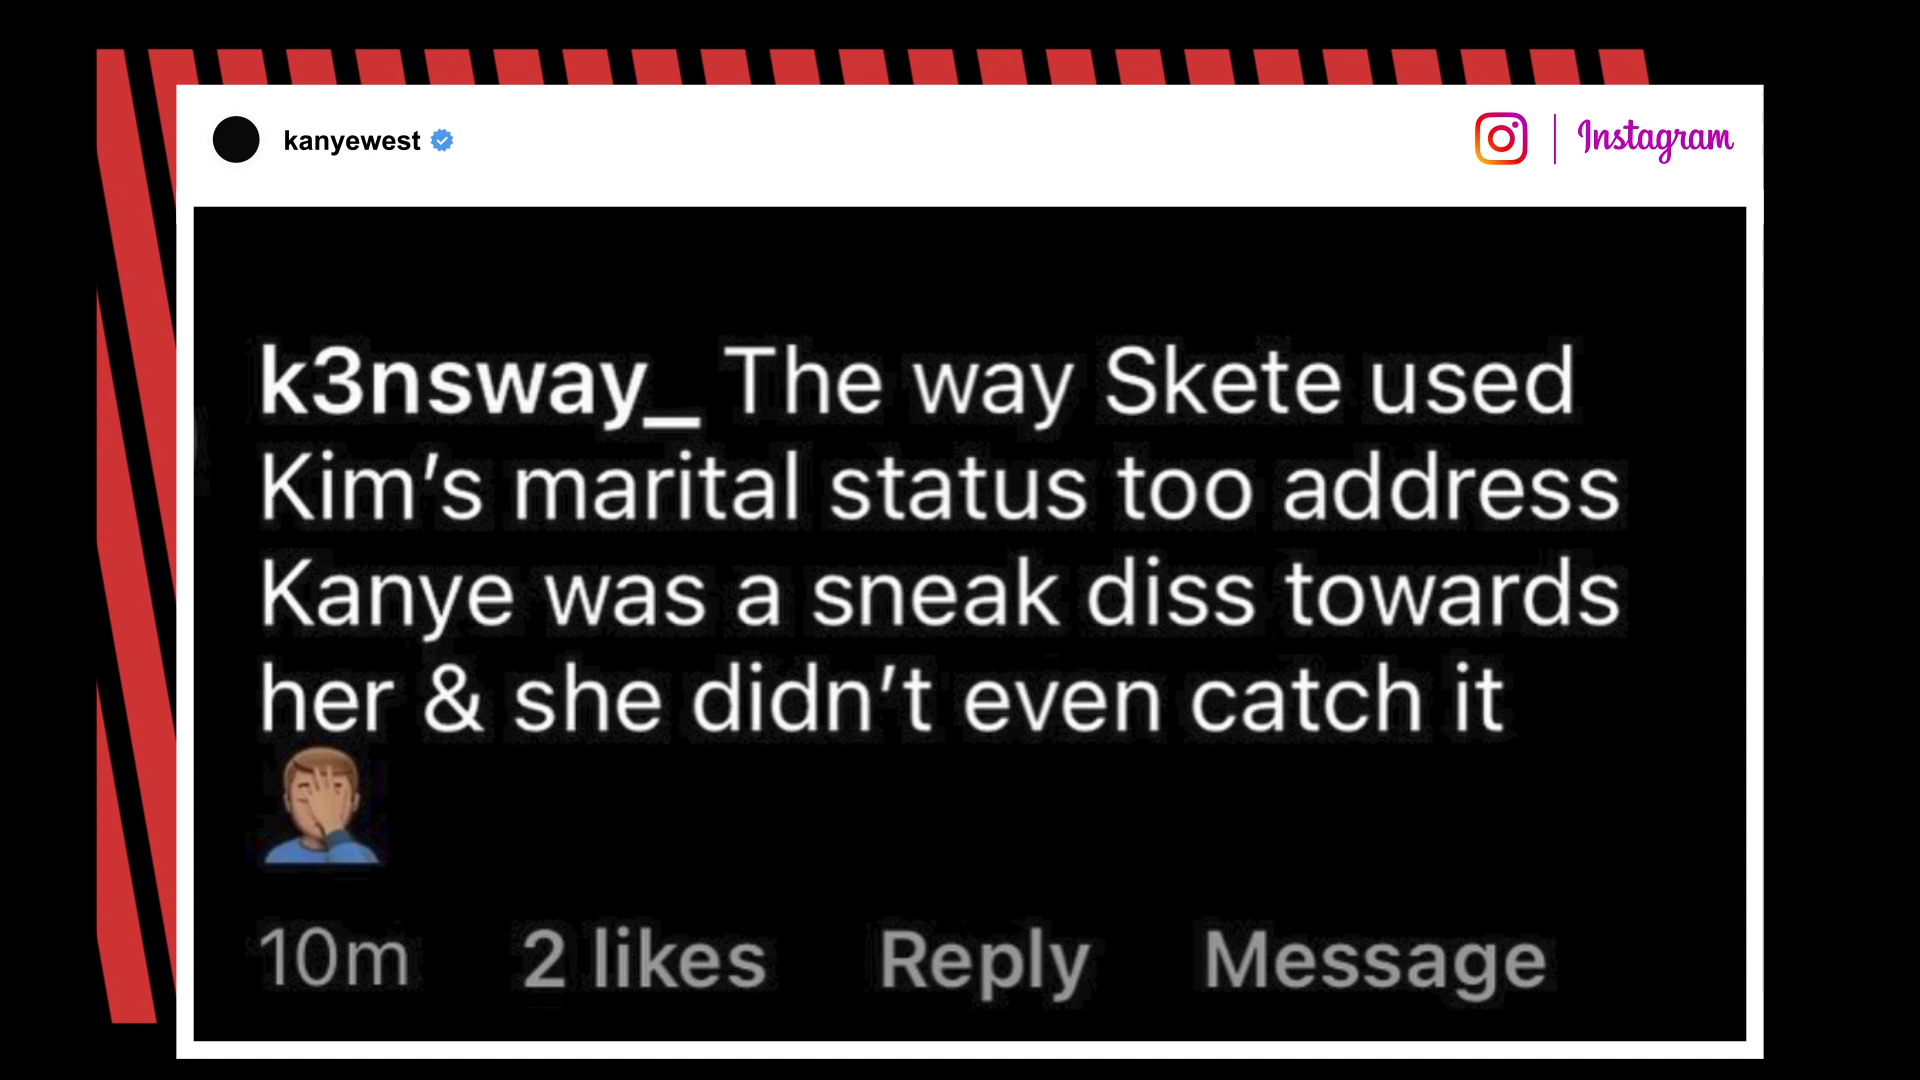 kanyewest
Instagram
k3nsway_ The way Skete used
Kim’s marital status too address
Kanye was a sneak diss towards
her & she didn’t even catch it
🤦🏽‍♂️
10m 2 likes Reply Message